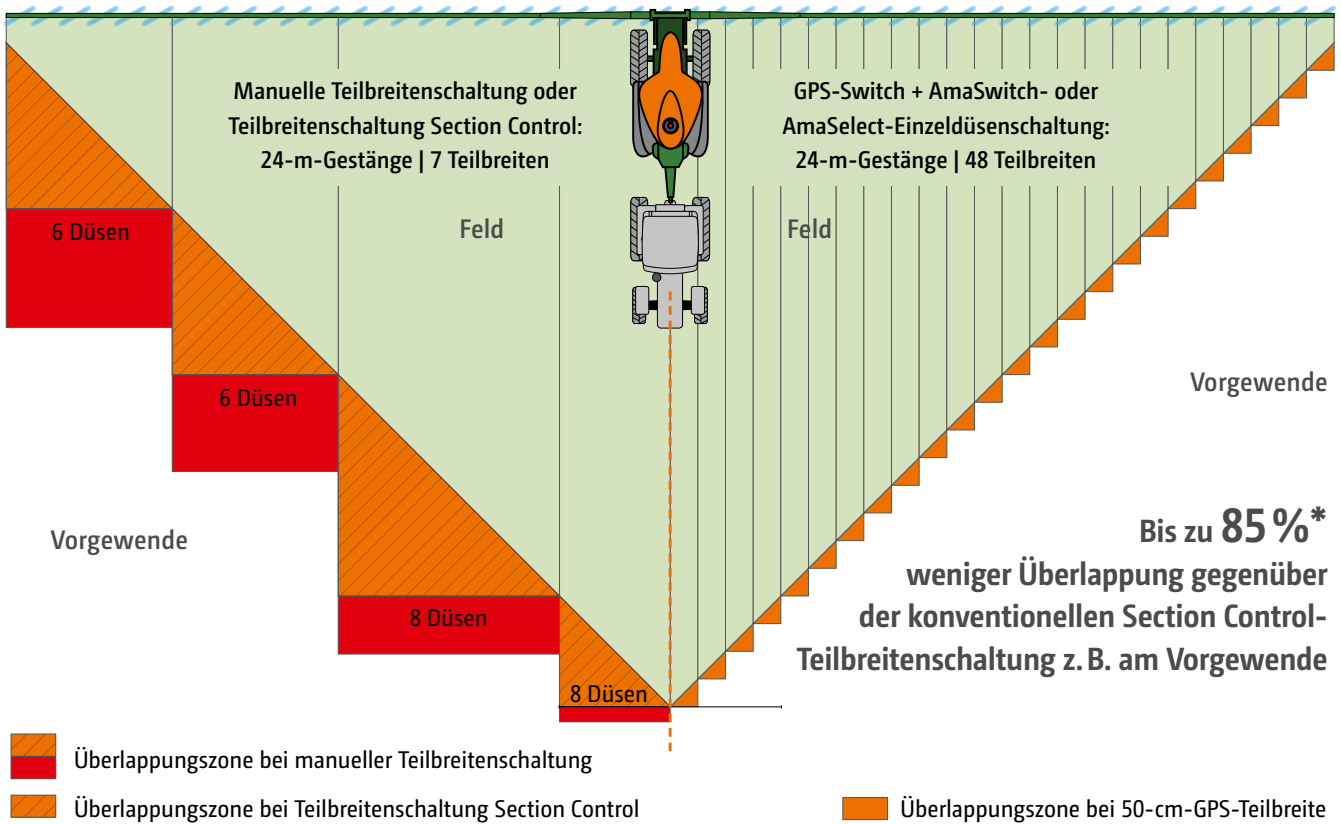 Manuelle Teilbreitenschaltung oder
Teilbreitenschaltung Section Control:
24-m-Gestänge | 7 Teilbreiten
GPS-Switch + AmaSwitch- oder
AmaSelect-Einzeldüsenschaltung:
24-m-Gestänge | 48 Teilbreiten
6 Düsen
Feld
Feld
6 Düsen
Vorgewende
Vorgewende
8 Düsen
8 Düsen
Bis zu 85 %*
weniger Überlappung gegenüber
der konventionellen Section Control-
Teilbreitenschaltung z. B. am Vorgewende
Überlappungszone bei manueller Teilbreitenschaltung
Überlappungszone bei Teilbreitenschaltung Section Control
Überlappungszone bei 50-cm-GPS-Teilbreite